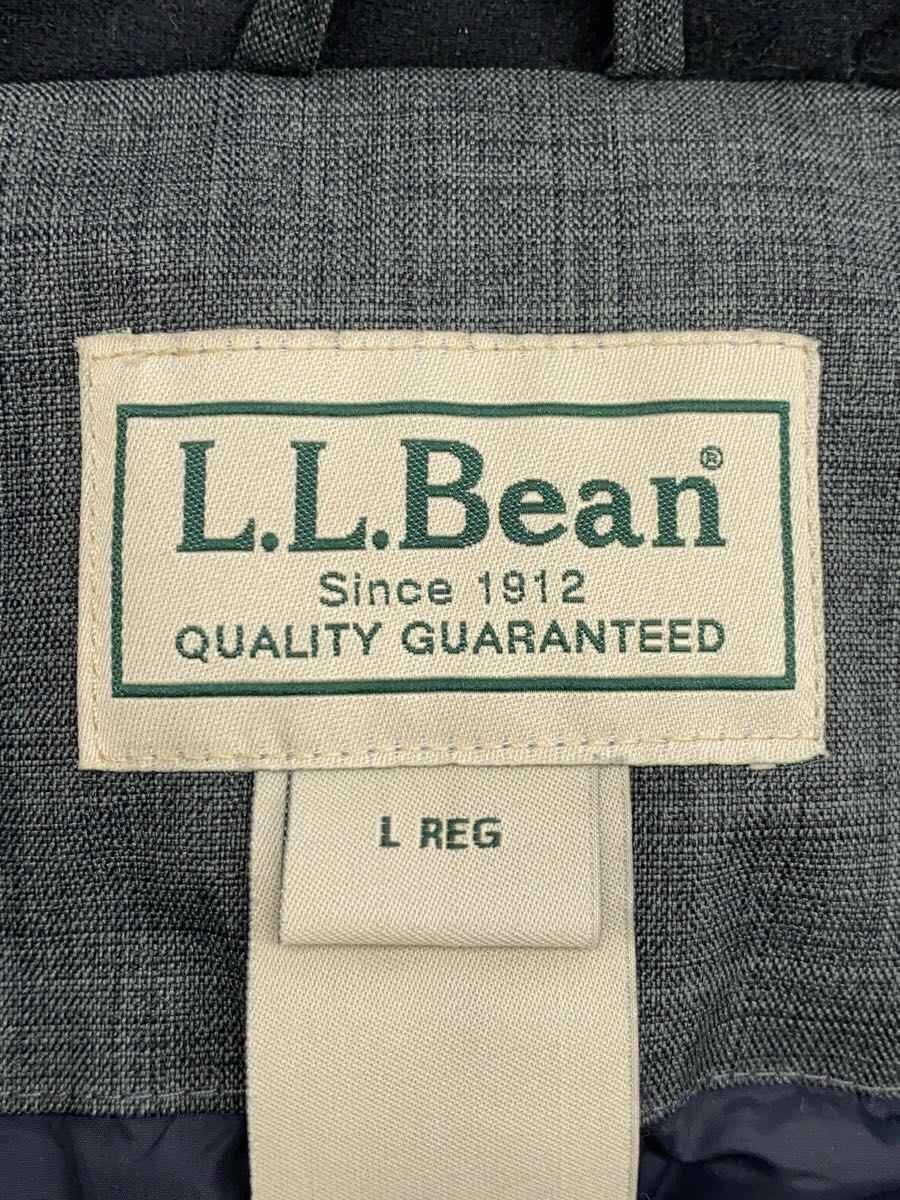 L.L.Bean®
Since 1912
QUALITY GUARANTEED
L REG